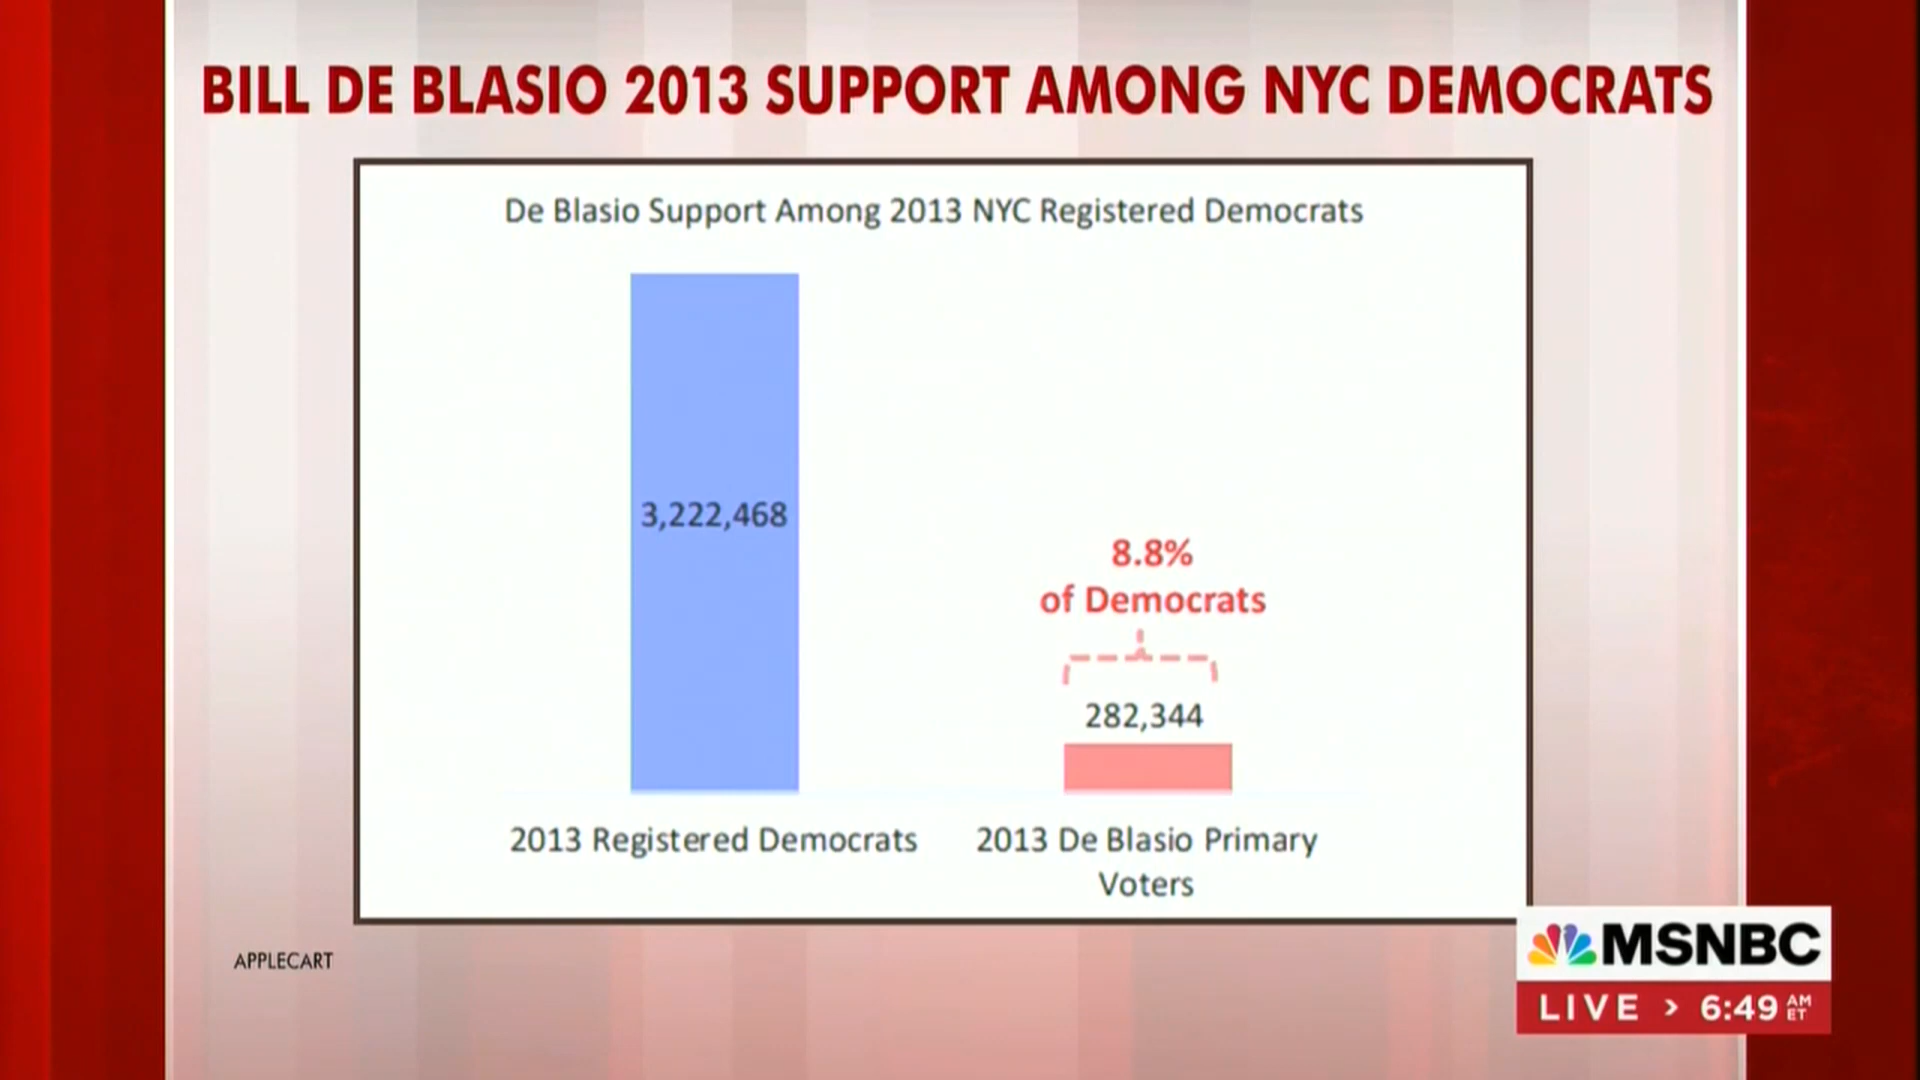 BILL DE BLASIO 2013 SUPPORT AMONG NYC DEMOCRATS
De Blasio Support Among 2013 NYC Registered Democrats
3,222,468
8.8%
of Democrats
282,344
2013 Registered Democrats
2013 De Blasio Primary
Voters
APPLECART
MSNBC
LIVE > 6:49 AM ET